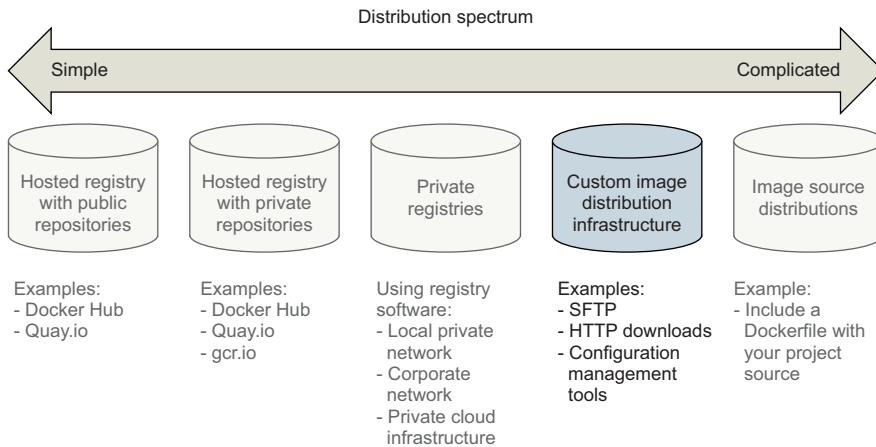 Distribution spectrum
Simple
Complicated
Hosted registry
with public
repositories
Hosted registry
with private
repositories
Private
registries
Custom image
distribution
infrastructure
Image source
distributions
Examples:
- Docker Hub
- Quay.io
Examples:
- Docker Hub
- Quay.io
- gcr.io
Using registry
software:
- Local private
network
- Corporate
network
- Private cloud
infrastructure
Examples:
- SFTP
- HTTP downloads
- Configuration
management
tools
Example:
- Include a
Dockerfile with
your project
source